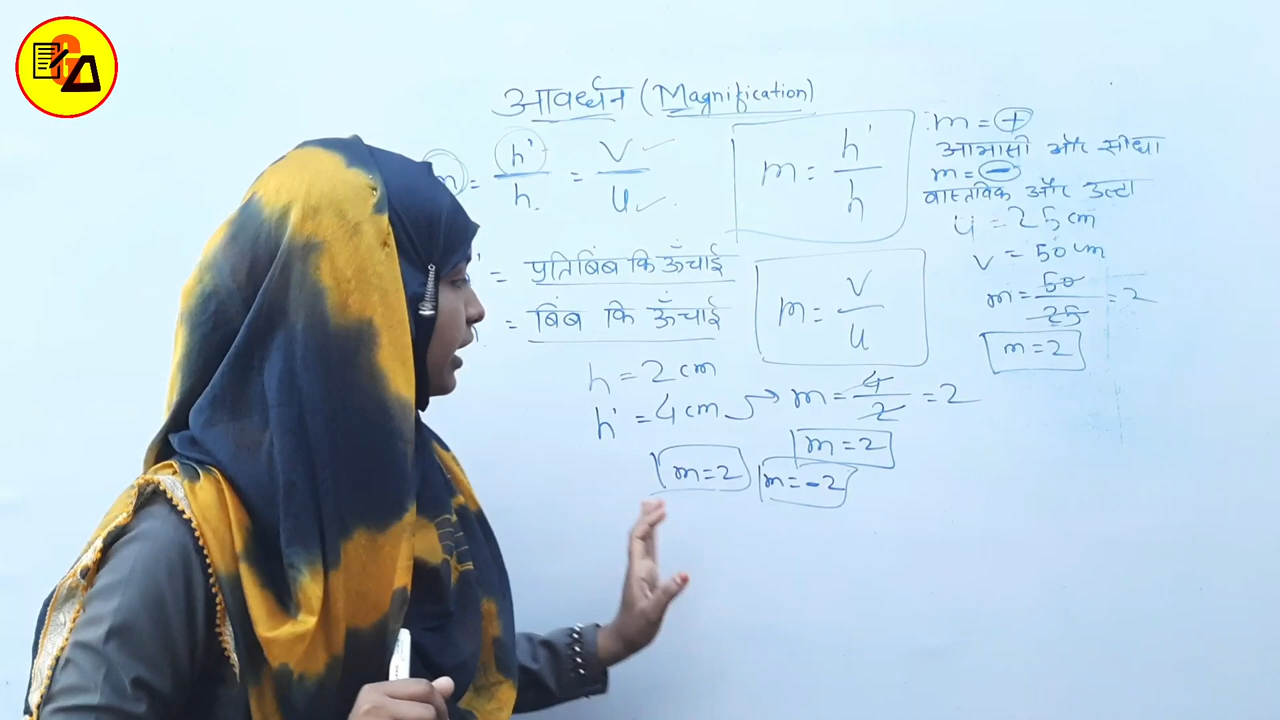 आवर्ध्धन (Magnification)
m = h'/h = v/u
' = प्रतिबिंब कि ऊँचाई
= बिंब कि ऊँचाई
h = 2 cm
h' = 4 cm → m = 4/2 = 2
m = 2
m = 2 m = -2
m = h'/h
m = v/u
m = +
आभासी और सीधा
m = -
वास्तविक और उल्टा
u = 25 cm
v = 50 cm
m = 50/25 = 2
m = 2